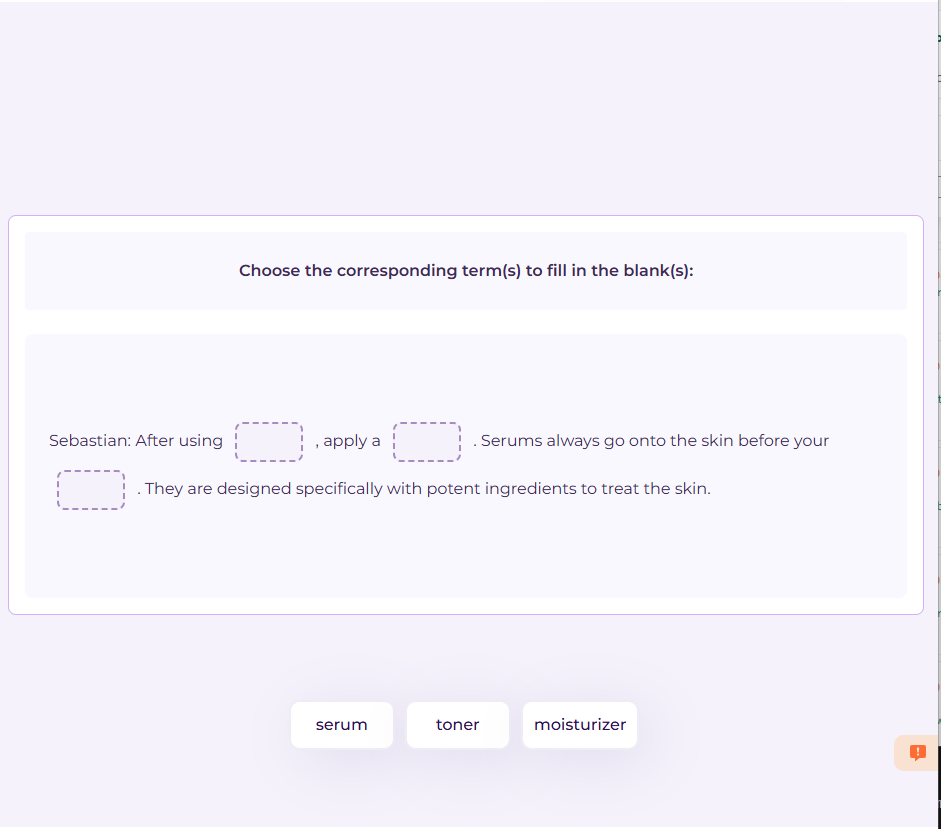 Choose the corresponding term(s) to fill in the blank(s):
Sebastian: After using , apply a . Serums always go onto the skin before your
. They are designed specifically with potent ingredients to treat the skin.
serum toner moisturizer